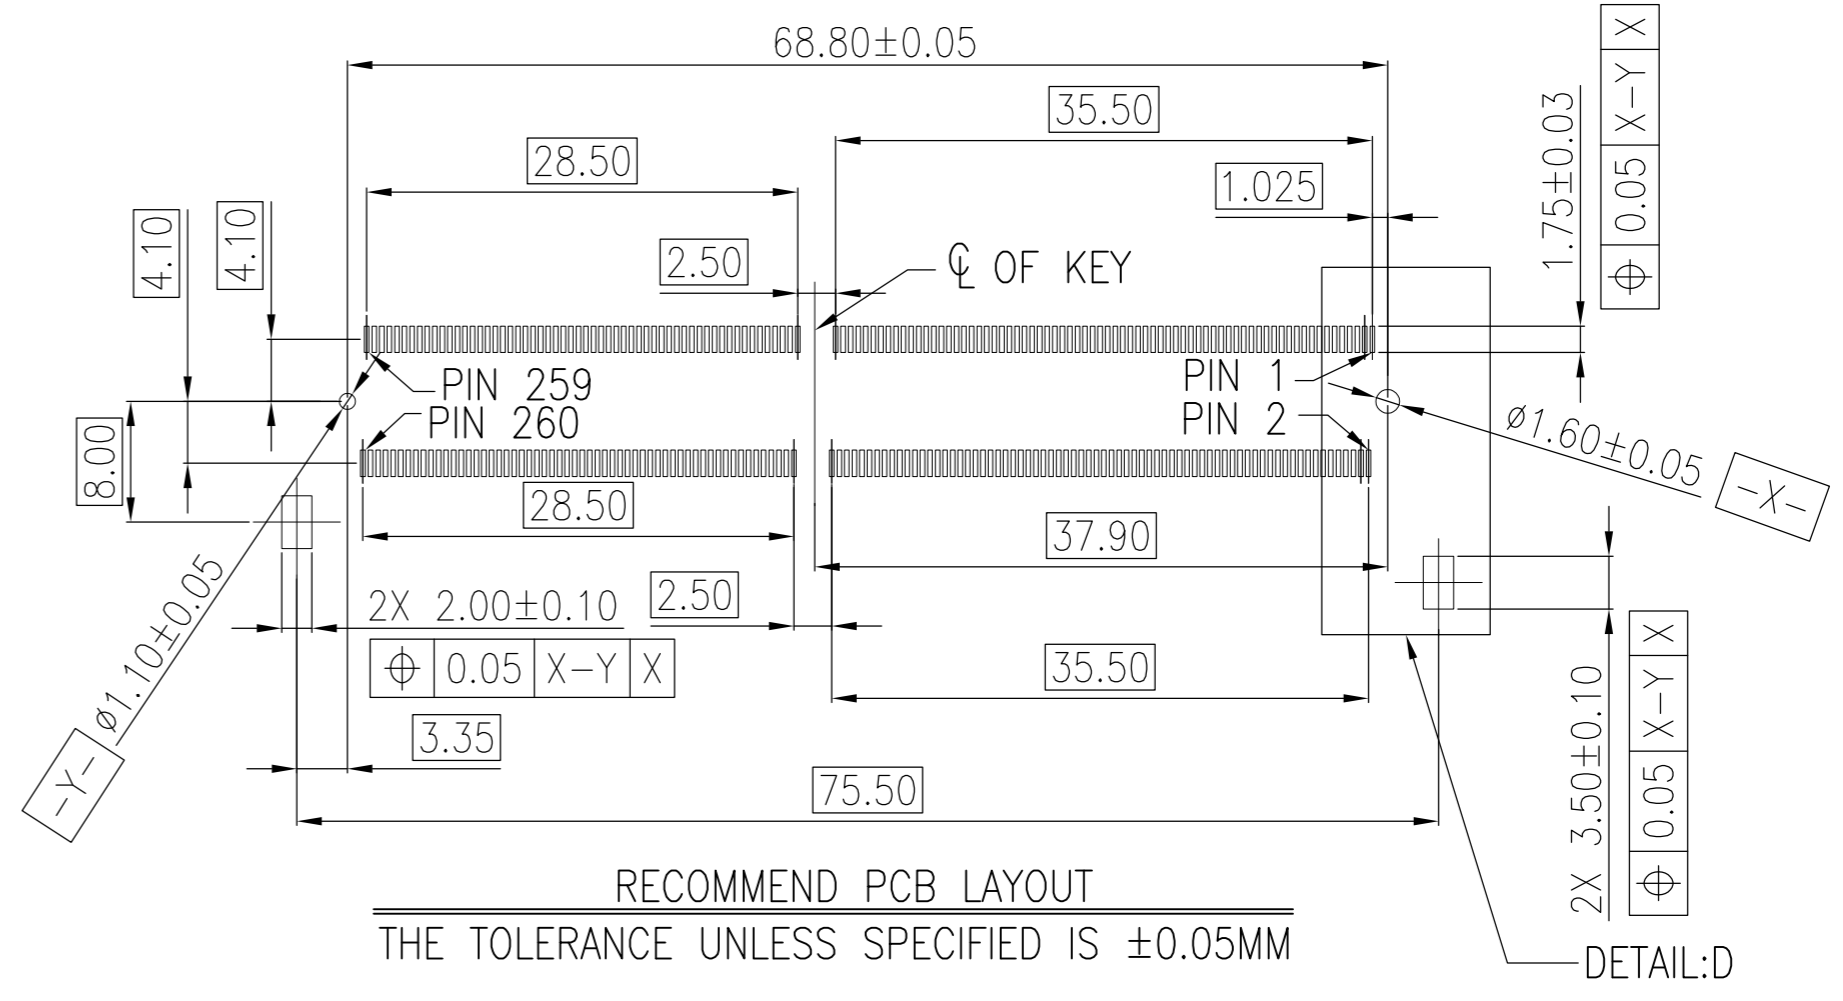 68.80±0.05
35.50
28.50
1.025
4.10
4.10
2.50
℄ OF KEY
1.75±0.03
⌖ 0.05 X-Y X
PIN 259
PIN 260
PIN 1
PIN 2
8.00
ø1.60±0.05
-X-
28.50
37.90
2X 2.00±0.10
2.50
⌖ 0.05 X-Y X
35.50
ø1.10±0.05
-Y-
3.35
75.50
2X 3.50±0.10
⌖ 0.05 X-Y X
RECOMMEND PCB LAYOUT
THE TOLERANCE UNLESS SPECIFIED IS ±0.05MM
DETAIL:D